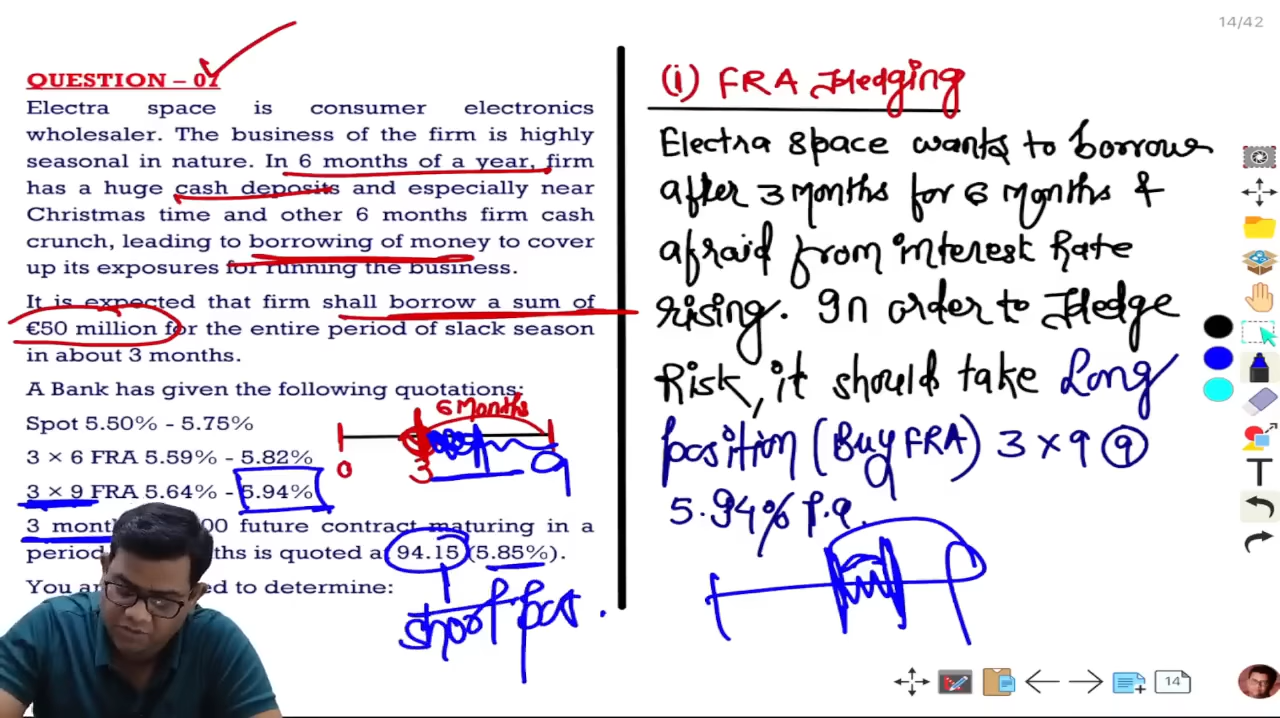 14/42
QUESTION – 07
Electra space is consumer electronics
wholesaler. The business of the firm is highly
seasonal in nature. In 6 months of a year, firm
has a huge cash deposits and especially near
Christmas time and other 6 months firm cash
crunch, leading to borrowing of money to cover
up its exposures for running the business.
It is expected that firm shall borrow a sum of
€50 million for the entire period of slack season
in about 3 months.
A Bank has given the following quotations:
Spot 5.50% - 5.75%
3 × 6 FRA 5.59% - 5.82%
3 × 9 FRA 5.64% - 5.94%
3 month 00 future contract maturing in a
period ths is quoted a 94.15 (5.85%).
You a ed to determine:
6 Months
0 3 9
short pos.
(i) FRA Hedging
Electra space wants to borrow
after 3 Months for 6 Months &
afraid from interest Rate
rising. In order to Hedge
Risk, it should take Long
position (Buy FRA) 3 × 9 @
5.94% P.a.
14